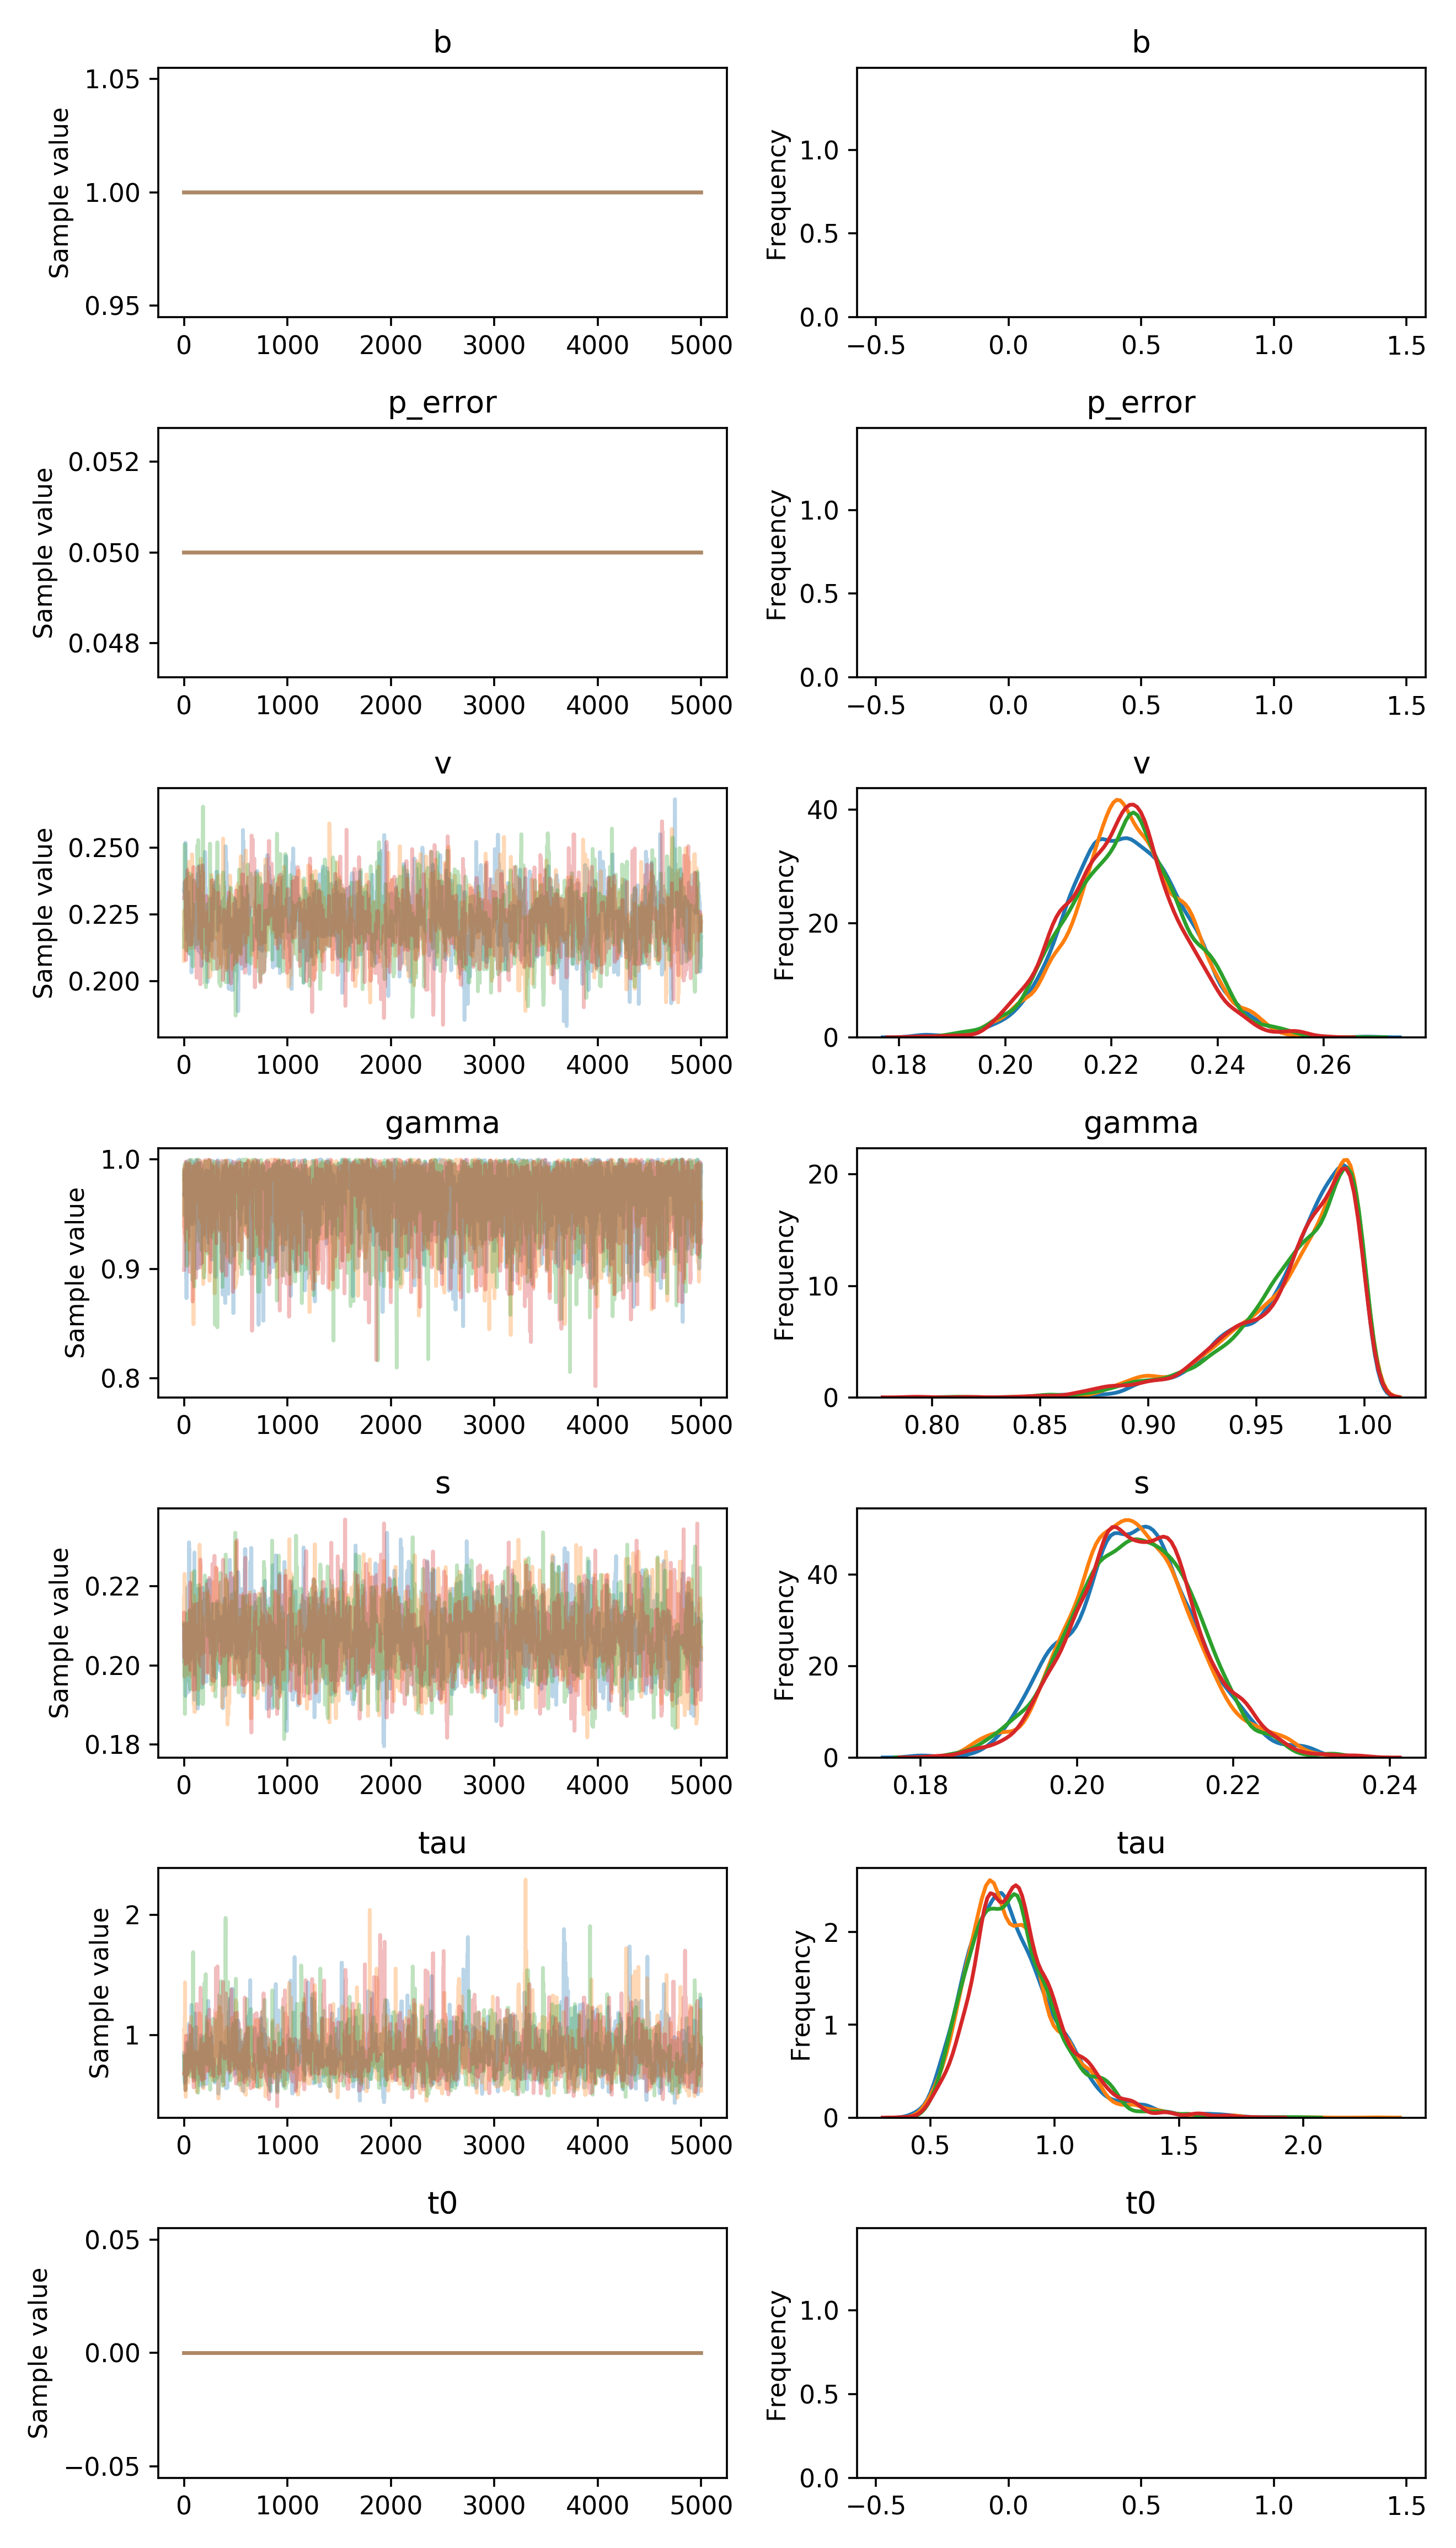 b
b
1.05
1.00
0.95
Sample value
0 1000 2000 3000 4000 5000
1.0
0.5
0.0
Frequency
−0.5 0.0 0.5 1.0 1.5
p_error
p_error
0.052
0.050
0.048
Sample value
0 1000 2000 3000 4000 5000
1.0
0.5
0.0
Frequency
−0.5 0.0 0.5 1.0 1.5
v
v
0.250
0.225
0.200
Sample value
0 1000 2000 3000 4000 5000
40
20
0
Frequency
0.18 0.20 0.22 0.24 0.26
gamma
gamma
1.0
0.9
0.8
Sample value
0 1000 2000 3000 4000 5000
20
10
0
Frequency
0.80 0.85 0.90 0.95 1.00
s
s
0.22
0.20
0.18
Sample value
0 1000 2000 3000 4000 5000
40
20
0
Frequency
0.18 0.20 0.22 0.24
tau
tau
2
1
Sample value
0 1000 2000 3000 4000 5000
2
1
0
Frequency
0.5 1.0 1.5 2.0
t0
t0
0.05
0.00
−0.05
Sample value
0 1000 2000 3000 4000 5000
1.0
0.5
0.0
Frequency
−0.5 0.0 0.5 1.0 1.5